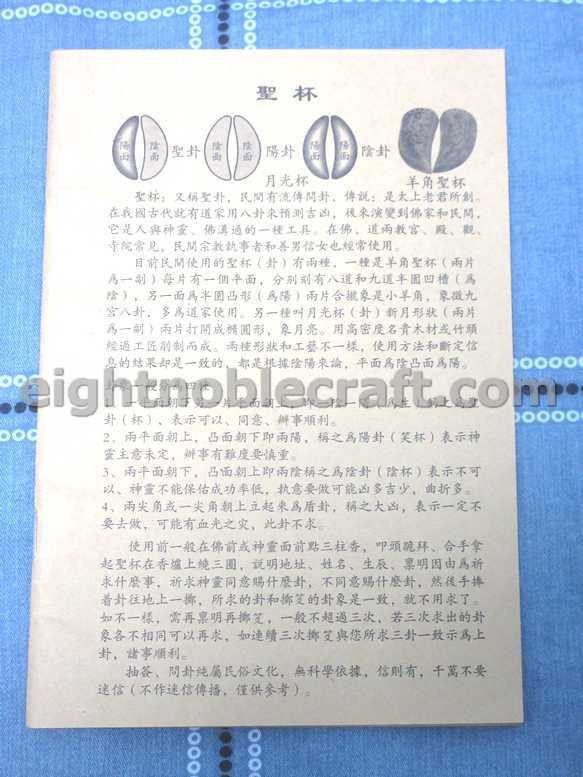 聖杯
陽面 陰面 聖卦 陰面 陰面 陽卦 陽面 陽面 陰卦
月光杯 羊角聖杯
聖杯：又稱聖卦，民間有流傳問卦，傳說：是太上老君所創。
在我國古代就有道家用八卦來預測吉凶，後來演變到佛家和民間，
它是人與神靈、佛溝通的一種工具。在佛、道兩教宮、殿、觀、
寺院常見，民間宗教執事者和善男信女也經常使用。
目前民間使用的聖杯（卦）有兩種，一種是羊角聖杯（兩片
爲一副）每片有一個平面，分別刻有八道和九道半圓凹槽（爲
陰），另一面爲半圓凸形（爲陽）兩片合攏象是小羊角，象徵九
宮八卦，多爲道家使用。另一種叫月光杯（卦）新月形狀（兩片
爲一副）兩片打開成橢圓形，象月亮。用高密度名貴木材或竹頭
經過工匠削制而成。兩種形狀和工藝不一樣，使用方法和斷定信
息的結果却是一致的，都是根據陰陽來論，平面爲陰凸面爲陽。
eightnoblecraft.com
卦（杯），表示可以、同意、辦事順利。
2、兩平面朝上，凸面朝下即兩陽，稱之爲陽卦（笑杯）表示神
靈主意未定，辦事有難度要慎重。
3、兩平面朝下，凸面朝上即兩陰稱之爲陰卦（陰杯）表示不可
以、神靈不能保佑成功率低，執意要做可能凶多吉少，曲折多。
4、兩尖角或一尖角朝上立起來爲盾卦，稱之大凶，表示一定不
要去做，可能有血光之灾，此卦不求。
使用前一般在佛前或神靈面前點三柱香，叩頭跪拜、合手拿
起聖杯在香爐上繞三圈，說明地址、姓名、生辰、禀明因由爲祈
求什麽事，祈求神靈同意賜什麽卦，不同意賜什麽卦，然後手捧
着卦往地上一擲，所求的卦和擲笅的卦象是一致，就不用求了。
如不一樣，需再禀明再擲笅，一般不超過三次，若三次求出的卦
象各不相同可以再求，如連續三次擲笅與您所求三卦一致示爲上
卦，諸事順利。
抽簽、問卦純屬民俗文化，無科學依據，信則有，千萬不要
迷信（不作迷信傳播，僅供參考）。